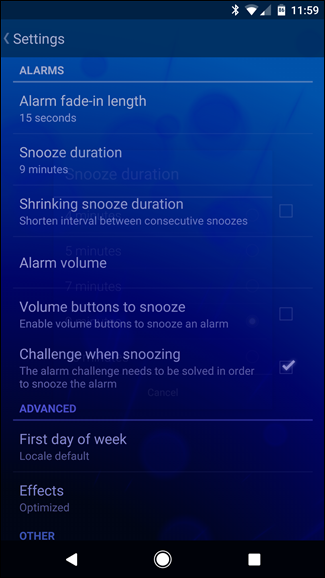 11:59
Settings
ALARMS
Alarm fade-in length
15 seconds
Snooze duration
9 minutes
Snooze duration
Shrinking snooze duration
Shorten interval between consecutive snoozes
5 minutes
Alarm volume
7 minutes
Volume buttons to snooze
Enable volume buttons to snooze an alarm
Challenge when snoozing
The alarm challenge needs to be solved in order
to snooze the alarm
Cancel
ADVANCED
First day of week
Locale default
Effects
Optimized
OTHER